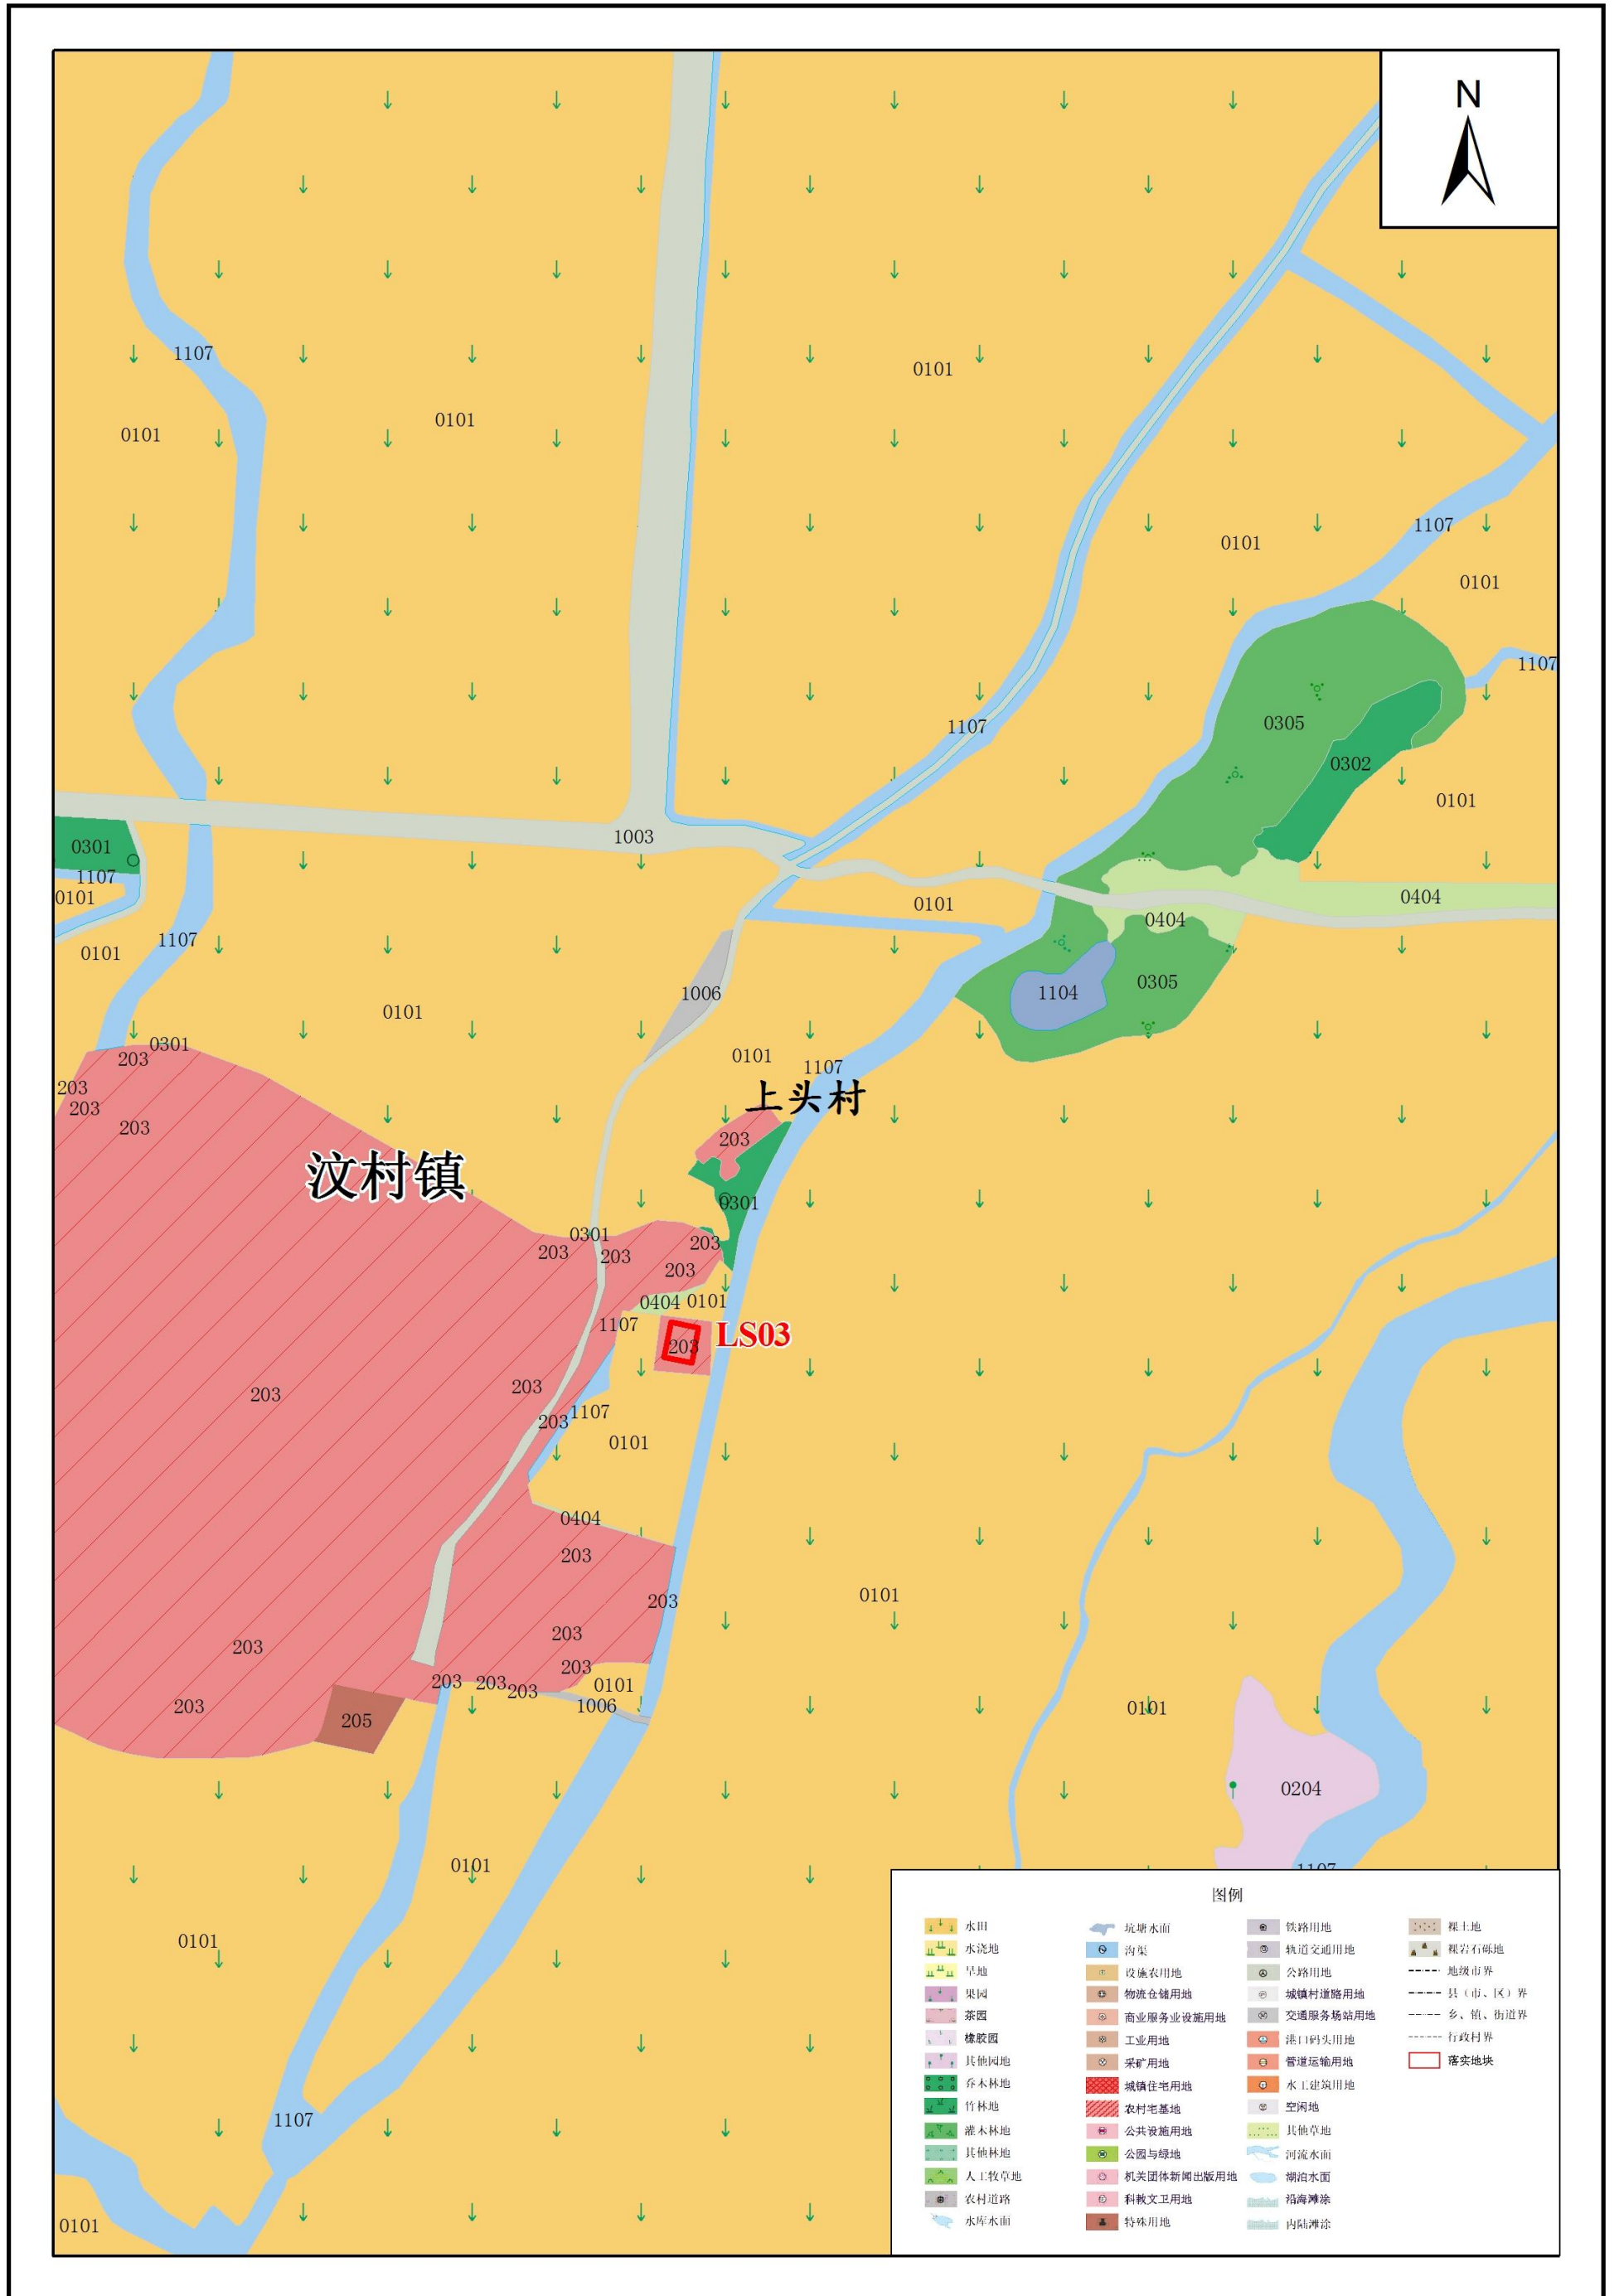 N
1107
0101
0101
0101
1107
0101
0101
1107
0305
1107
0302
0101
1003
0301
1107
0101
0101
0404
0404
1107
0101
0305
1104
1006
0101
0101
1107
0301
203
203
203
203
上头村
203
汶村镇
0301
0301
203
203
203
203
0404
0101
1107
LS03
203
203
203
1107
203
0101
0404
203
0101
203
203
203
203
203
203
203
203
0101
1006
203
205
0101
0204
1107
0101
0101
1107
0101
图例
水田
水浇地
旱地
果园
茶园
橡胶园
其他园地
乔木林地
竹林地
灌木林地
其他林地
人工牧草地
农村道路
水库水面
坑塘水面
沟渠
设施农用地
物流仓储用地
商业服务业设施用地
工业用地
采矿用地
城镇住宅用地
农村宅基地
公共设施用地
公园与绿地
机关团体新闻出版用地
科教文卫用地
特殊用地
铁路用地
轨道交通用地
公路用地
城镇村道路用地
交通服务场站用地
港口码头用地
管道运输用地
水工建筑用地
空闲地
其他草地
河流水面
湖泊水面
沿海滩涂
内陆滩涂
裸土地
裸岩石砾地
地级市界
县（市、区）界
乡、镇、街道界
行政村界
落实地块